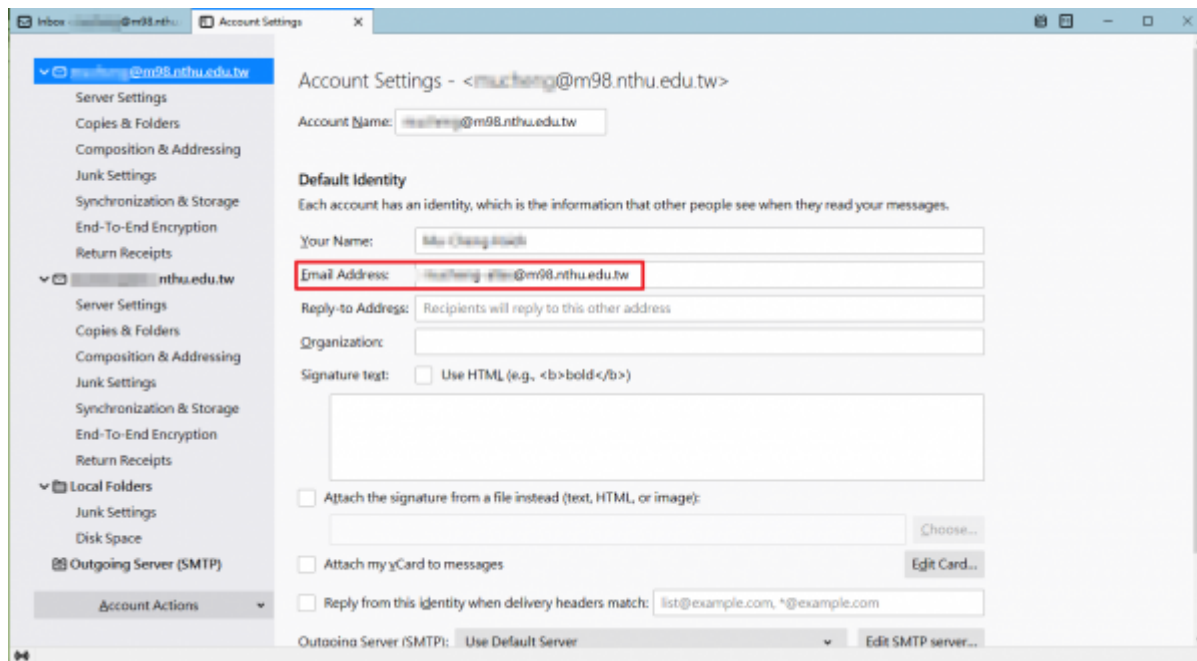 Inbox - @m98.nthu. Account Settings
@m98.nthu.edu.tw
Server Settings
Copies & Folders
Composition & Addressing
Junk Settings
Synchronization & Storage
End-To-End Encryption
Return Receipts
nthu.edu.tw
Server Settings
Copies & Folders
Composition & Addressing
Junk Settings
Synchronization & Storage
End-To-End Encryption
Return Receipts
Local Folders
Junk Settings
Disk Space
Outgoing Server (SMTP)
Account Actions
Account Settings - <@m98.nthu.edu.tw>
Account Name: @m98.nthu.edu.tw
Default Identity
Each account has an identity, which is the information that other people see when they read your messages.
Your Name:
Email Address: @m98.nthu.edu.tw
Reply-to Address: Recipients will reply to this other address
Organization:
Signature text: Use HTML (e.g., <b>bold</b>)
Attach the signature from a file instead (text, HTML, or image):
Choose...
Attach my vCard to messages Edit Card...
Reply from this identity when delivery headers match: list@example.com, *@example.com
Outgoing Server (SMTP): Use Default Server Edit SMTP server...